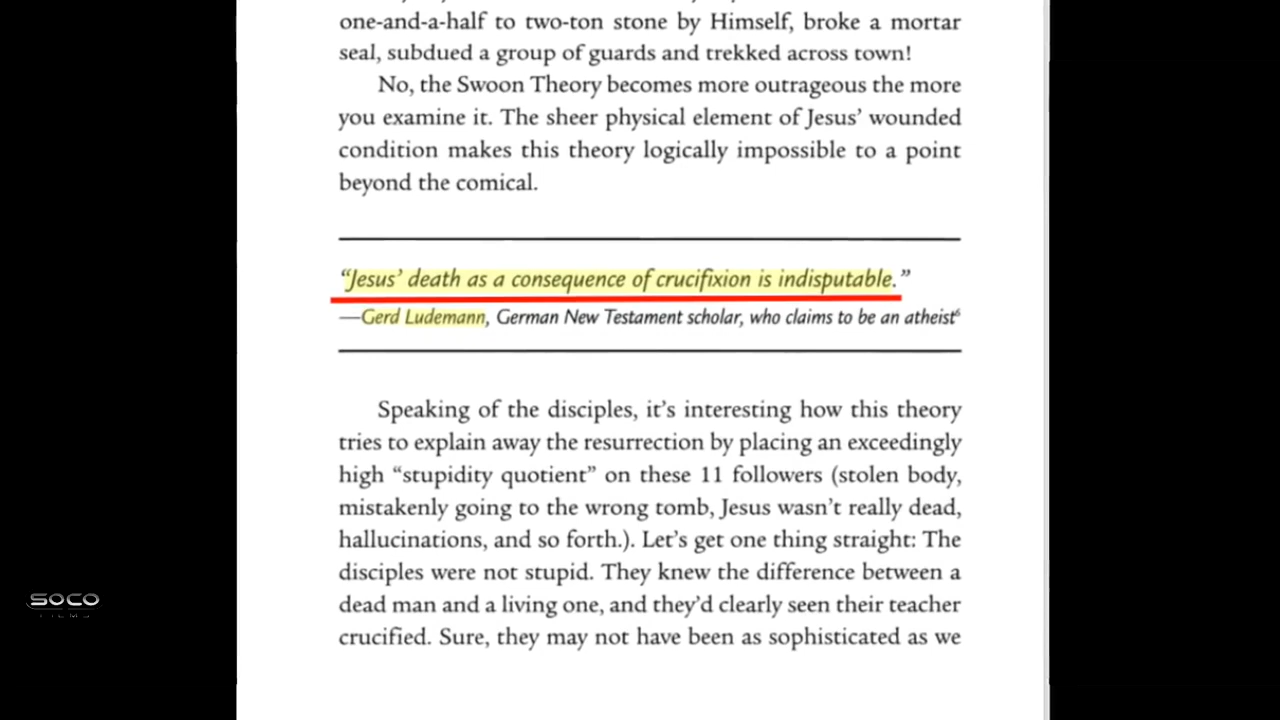 one-and-a-half to two-ton stone by Himself, broke a mortar
seal, subdued a group of guards and trekked across town!
No, the Swoon Theory becomes more outrageous the more
you examine it. The sheer physical element of Jesus’ wounded
condition makes this theory logically impossible to a point
beyond the comical.
“Jesus’ death as a consequence of crucifixion is indisputable.”
—Gerd Ludemann, German New Testament scholar, who claims to be an atheist⁶
Speaking of the disciples, it’s interesting how this theory
tries to explain away the resurrection by placing an exceedingly
high “stupidity quotient” on these 11 followers (stolen body,
mistakenly going to the wrong tomb, Jesus wasn’t really dead,
hallucinations, and so forth.). Let’s get one thing straight: The
disciples were not stupid. They knew the difference between a
dead man and a living one, and they’d clearly seen their teacher
crucified. Sure, they may not have been as sophisticated as we
SOCO